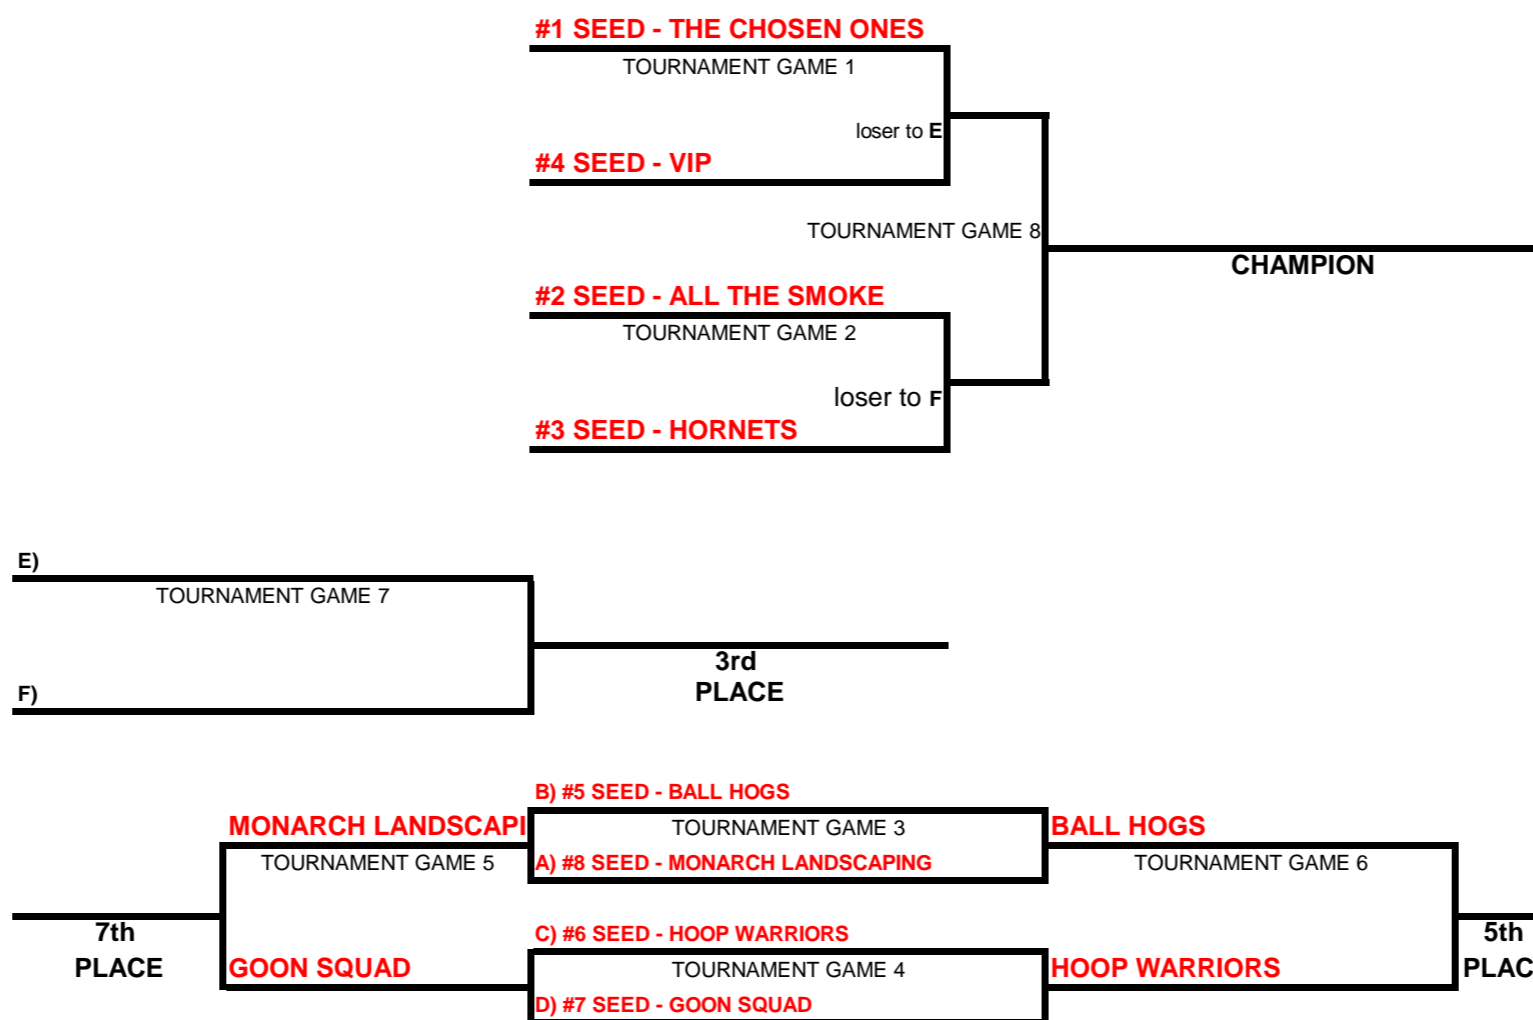 #1 SEED - THE CHOSEN ONES
TOURNAMENT GAME 1
loser to E
#4 SEED - VIP
TOURNAMENT GAME 8
CHAMPION
#2 SEED - ALL THE SMOKE
TOURNAMENT GAME 2
loser to F
#3 SEED - HORNETS
E)
TOURNAMENT GAME 7
3rd
PLACE
F)
B) #5 SEED - BALL HOGS
MONARCH LANDSCAPI
TOURNAMENT GAME 3
BALL HOGS
TOURNAMENT GAME 5
A) #8 SEED - MONARCH LANDSCAPING
TOURNAMENT GAME 6
7th
PLACE
C) #6 SEED - HOOP WARRIORS
5th
PLAC
GOON SQUAD
TOURNAMENT GAME 4
HOOP WARRIORS
D) #7 SEED - GOON SQUAD